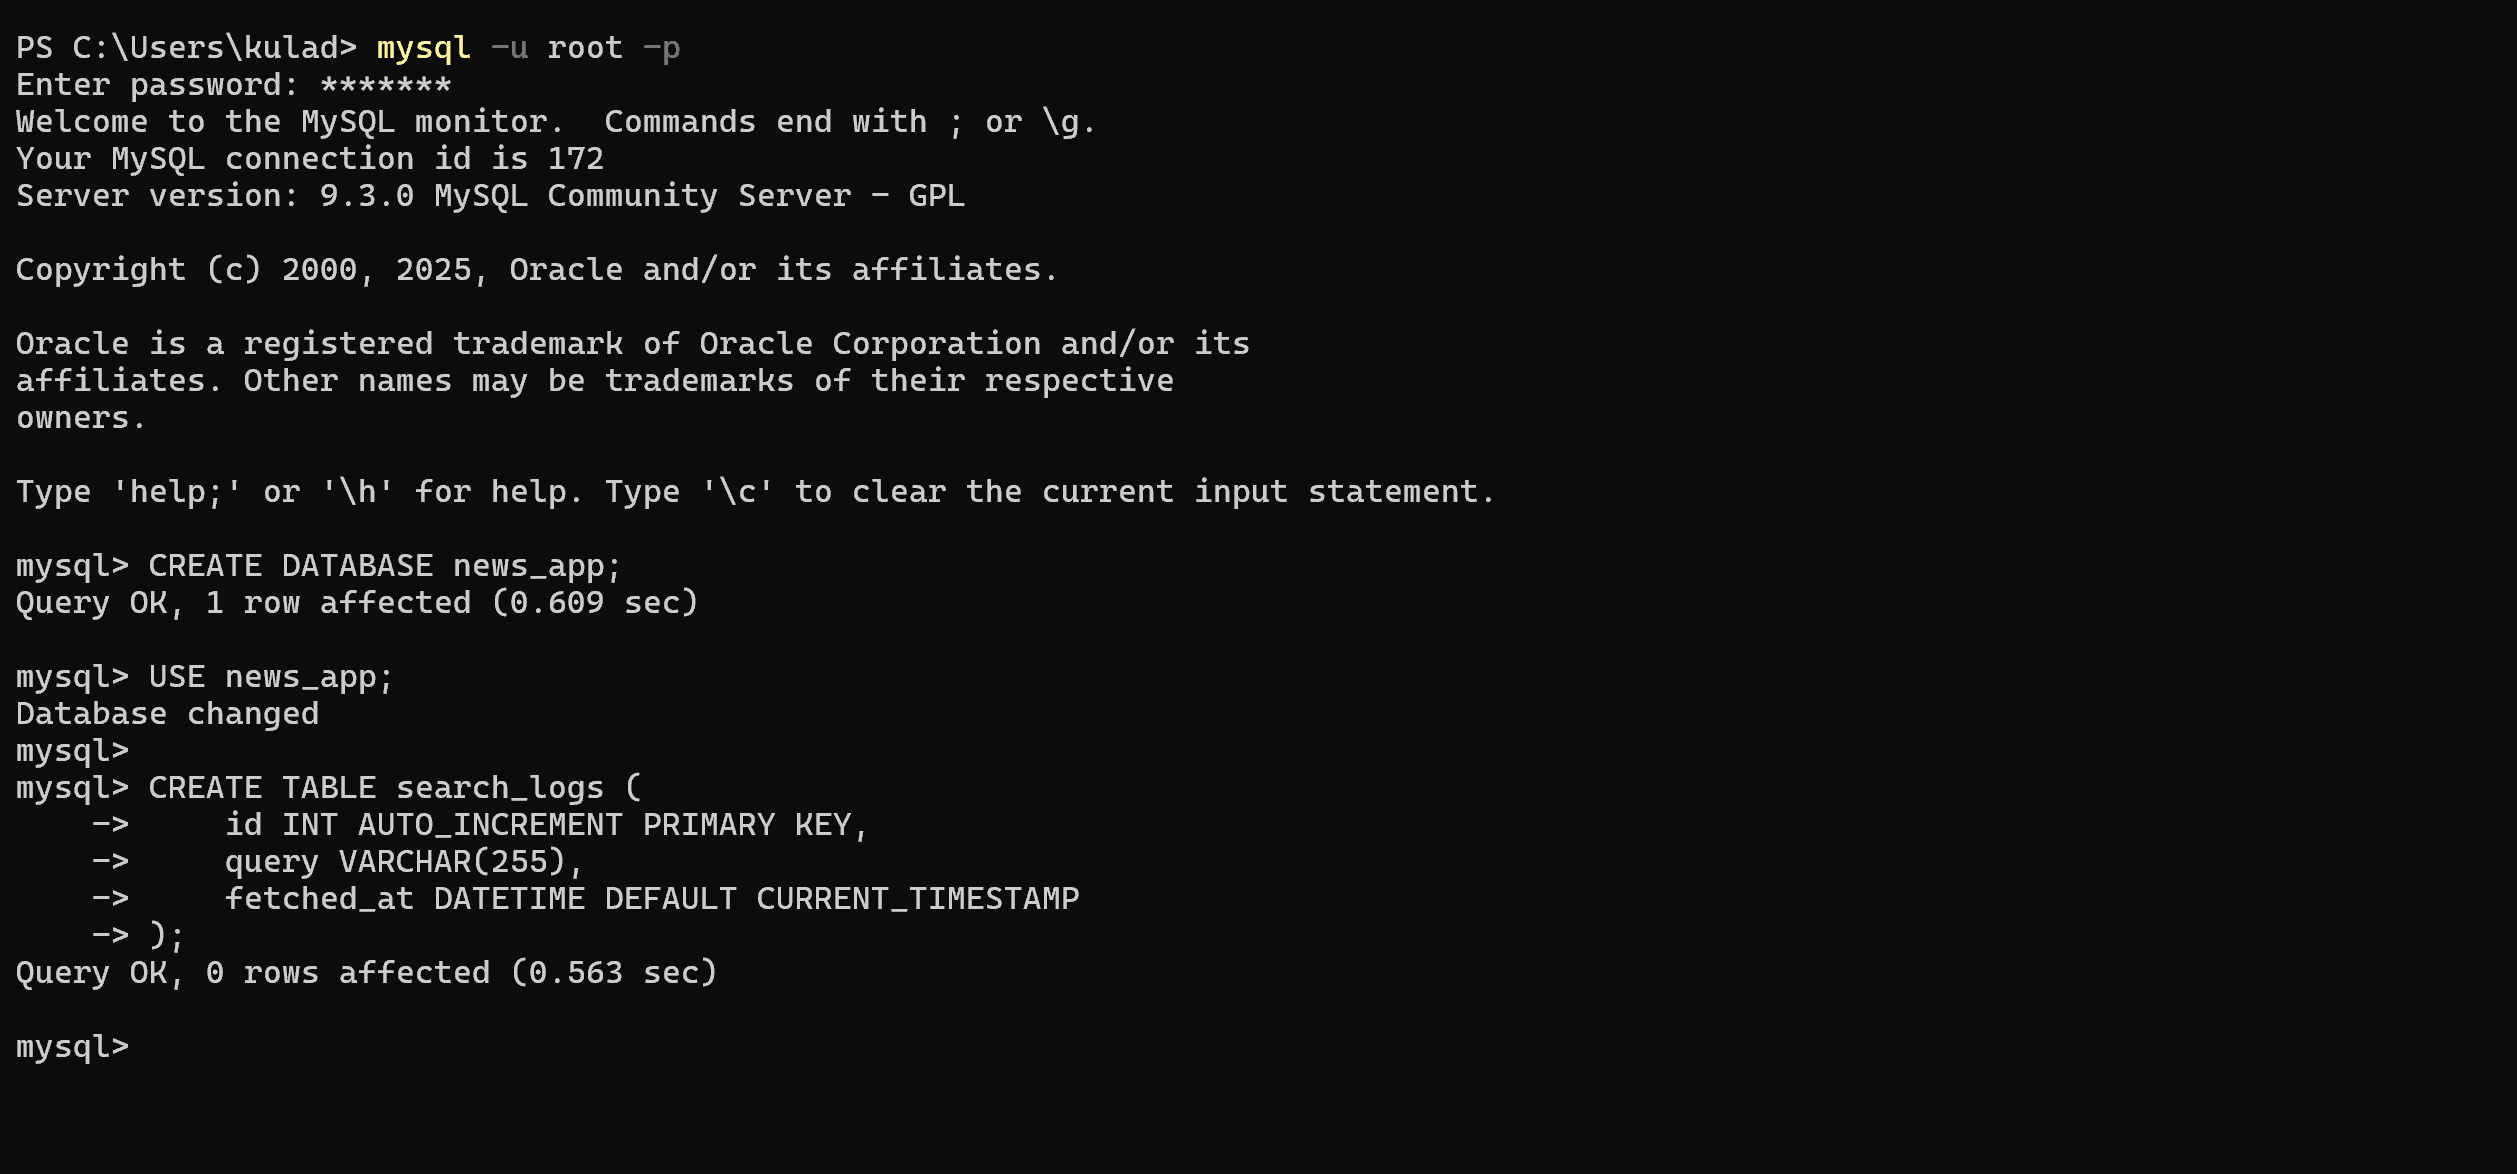 PS C:\Users\kulad> mysql -u root -p
Enter password: *******
Welcome to the MySQL monitor.  Commands end with ; or \g.
Your MySQL connection id is 172
Server version: 9.3.0 MySQL Community Server - GPL

Copyright (c) 2000, 2025, Oracle and/or its affiliates.

Oracle is a registered trademark of Oracle Corporation and/or its
affiliates. Other names may be trademarks of their respective
owners.

Type 'help;' or '\h' for help. Type '\c' to clear the current input statement.

mysql> CREATE DATABASE news_app;
Query OK, 1 row affected (0.609 sec)

mysql> USE news_app;
Database changed
mysql>
mysql> CREATE TABLE search_logs (
    ->     id INT AUTO_INCREMENT PRIMARY KEY,
    ->     query VARCHAR(255),
    ->     fetched_at DATETIME DEFAULT CURRENT_TIMESTAMP
    -> );
Query OK, 0 rows affected (0.563 sec)

mysql>